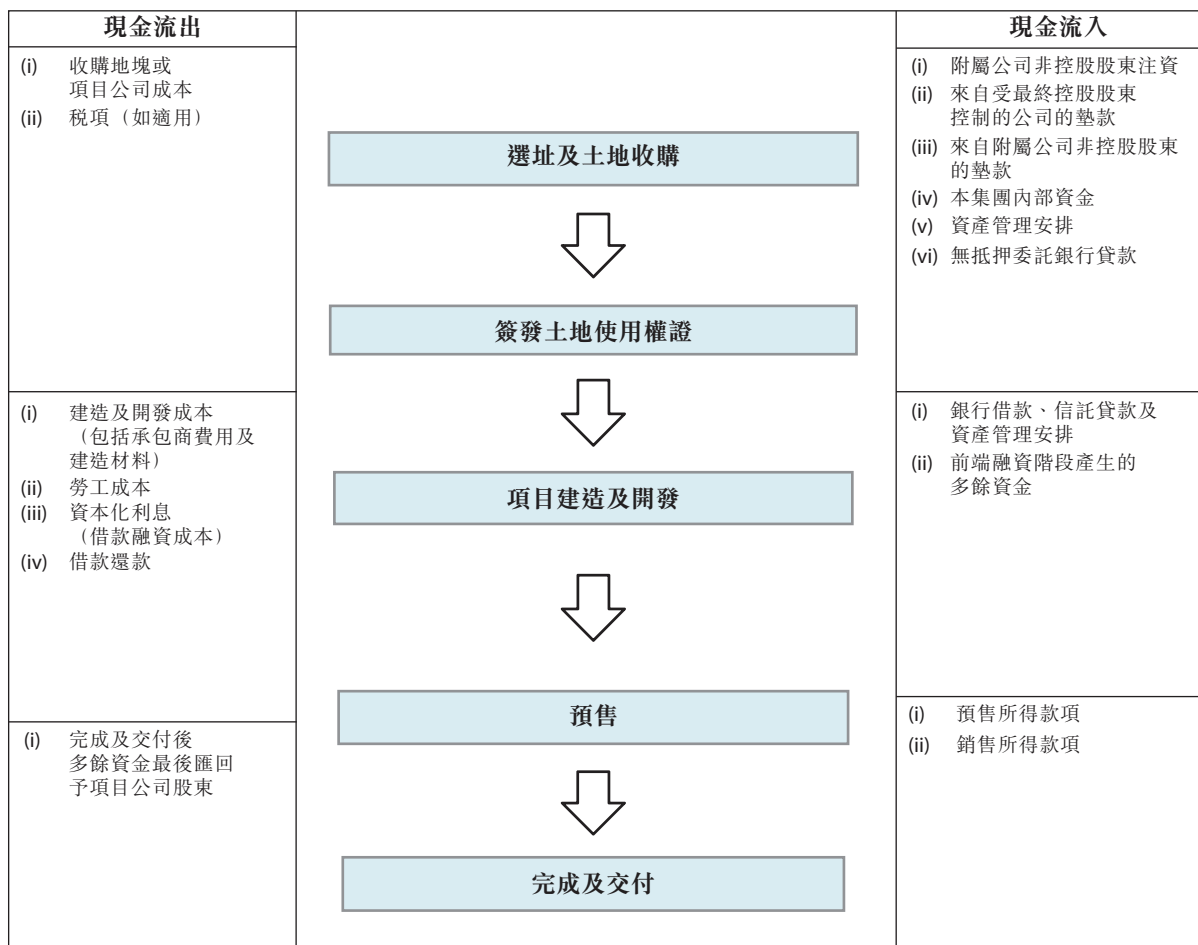 現金流出
(i) 收購地塊或
項目公司成本
(ii) 税項（如適用）
(i) 建造及開發成本
（包括承包商費用及
建造材料）
(ii) 勞工成本
(iii) 資本化利息
（借款融資成本）
(iv) 借款還款
(i) 完成及交付後
多餘資金最後匯回
予項目公司股東
選址及土地收購
簽發土地使用權證
項目建造及開發
預售
完成及交付
現金流入
(i) 附屬公司非控股股東注資
(ii) 來自受最終控股股東
控制的公司的墊款
(iii) 來自附屬公司非控股股東
的墊款
(iv) 本集團內部資金
(v) 資產管理安排
(vi) 無抵押委託銀行貸款
(i) 銀行借款、信託貸款及
資產管理安排
(ii) 前端融資階段產生的
多餘資金
(i) 預售所得款項
(ii) 銷售所得款項